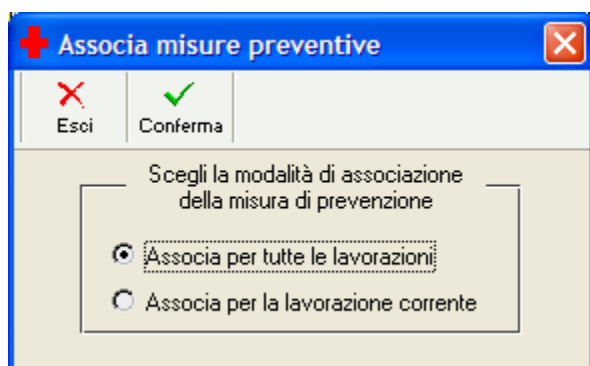 Associa misure preventive
Esci
Conferma
Scegli la modalità di associazione
della misura di prevenzione
Associa per tutte le lavorazioni
Associa per la lavorazione corrente